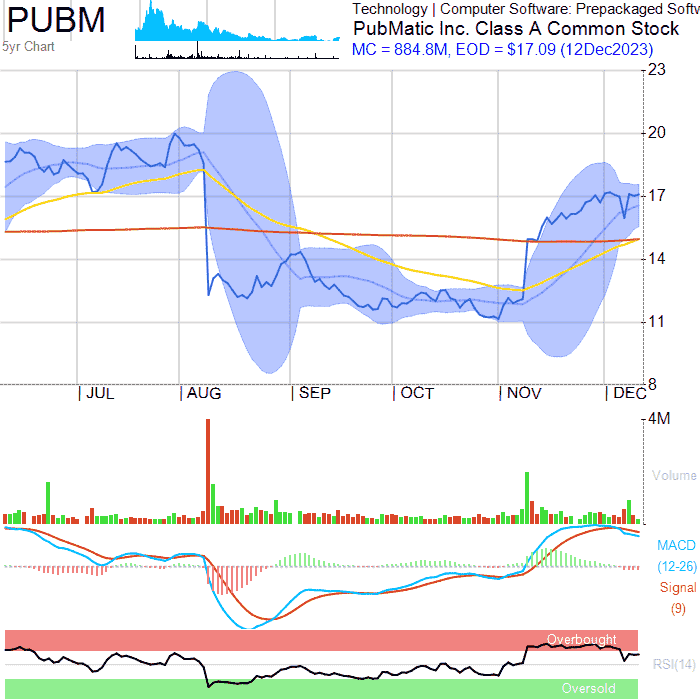 PUBM
5yr Chart
Technology | Computer Software: Prepackaged Softw
PubMatic Inc. Class A Common Stock
MC = 884.8M, EOD = $17.09 (12Dec2023)
23
20
17
14
11
8
JUL AUG SEP OCT NOV DEC
4M
Volume
MACD
(12-26)
Signal
(9)
Overbought
RSI(14)
Oversold